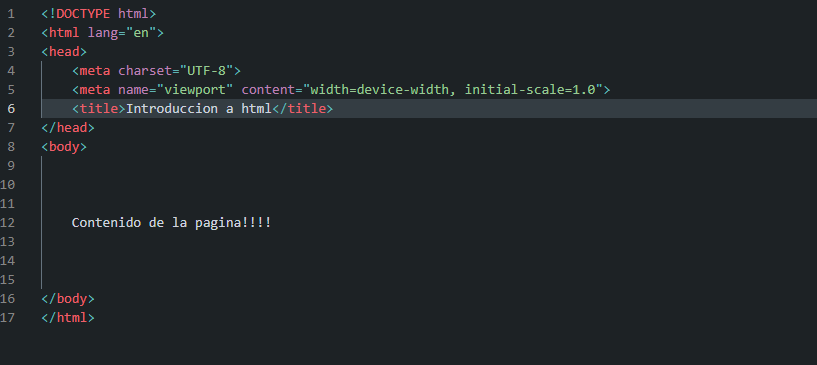 1 <!DOCTYPE html>
2 <html lang="en">
3 <head>
4     <meta charset="UTF-8">
5     <meta name="viewport" content="width=device-width, initial-scale=1.0">
6     <title>Introduccion a html</title>
7 </head>
8 <body>
9
10
11
12     Contenido de la pagina!!!!
13
14
15
16 </body>
17 </html>